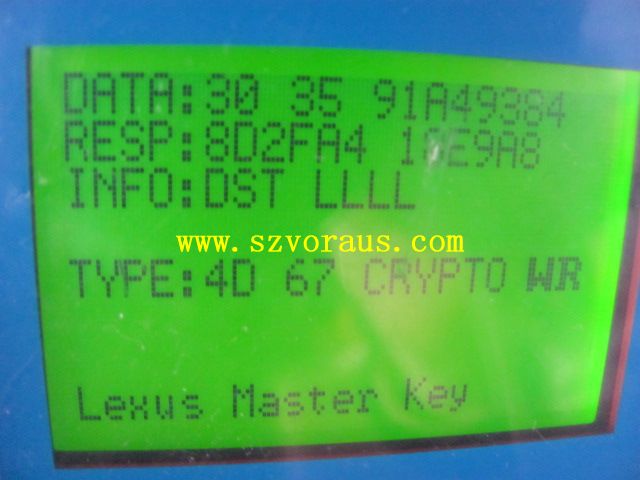 DATA:30 35 91A49384
RESP:8D2FA4 1SE9A8
INFO:DST LLLL
www.szvoraus.com
TYPE:4D 67 CRYPTO WR
Lexus Master Key